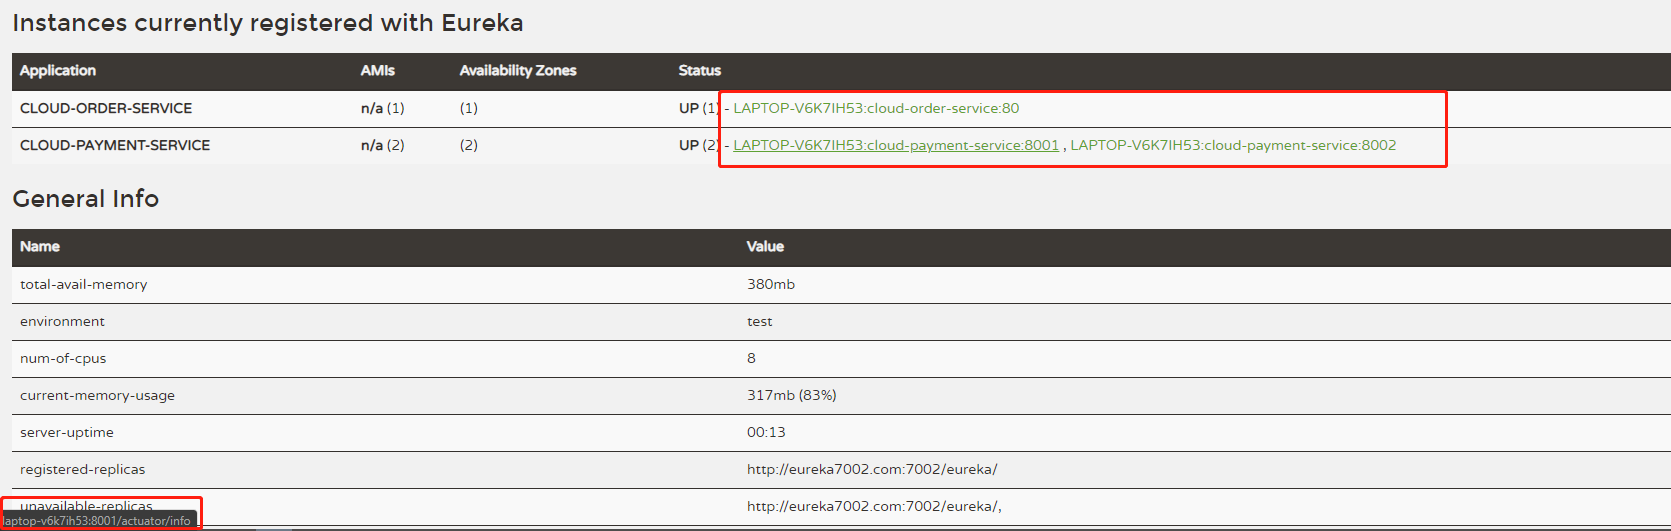 Instances currently registered with Eureka
Application AMIs Availability Zones Status
CLOUD-ORDER-SERVICE n/a (1) (1) UP (1) - LAPTOP-V6K7IH53:cloud-order-service:80
CLOUD-PAYMENT-SERVICE n/a (2) (2) UP (2) - LAPTOP-V6K7IH53:cloud-payment-service:8001 , LAPTOP-V6K7IH53:cloud-payment-service:8002
General Info
Name Value
total-avail-memory 380mb
environment test
num-of-cpus 8
current-memory-usage 317mb (83%)
server-uptime 00:13
registered-replicas http://eureka7002.com:7002/eureka/
unavailable-replicas http://eureka7002.com:7002/eureka/,
laptop-v6k7ih53:8001/actuator/info